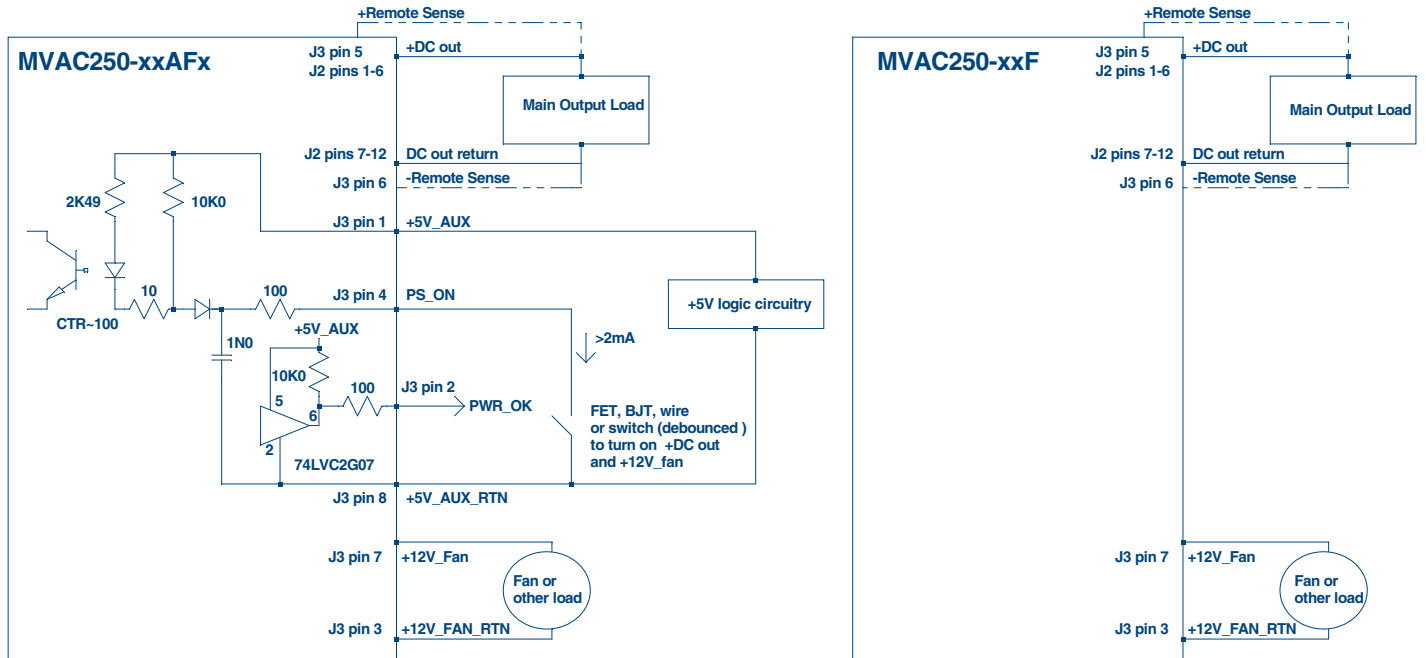 +Remote Sense
MVAC250-xxAFx
J3 pin 5
J2 pins 1-6
+DC out
Main Output Load
J2 pins 7-12
DC out return
J3 pin 6
-Remote Sense
2K49
10K0
J3 pin 1
+5V_AUX
10
100
J3 pin 4
PS_ON
+5V logic circuitry
CTR~100
1N0
+5V_AUX
>2mA
10K0
100
J3 pin 2
PWR_OK
5
6
2
74LVC2G07
FET, BJT, wire
or switch (debounced )
to turn on +DC out
and +12V_fan
J3 pin 8
+5V_AUX_RTN
J3 pin 7
+12V_Fan
Fan or
other load
J3 pin 3
+12V_FAN_RTN
+Remote Sense
MVAC250-xxF
J3 pin 5
J2 pins 1-6
+DC out
Main Output Load
J2 pins 7-12
DC out return
J3 pin 6
-Remote Sense
J3 pin 7
+12V_Fan
Fan or
other load
J3 pin 3
+12V_FAN_RTN